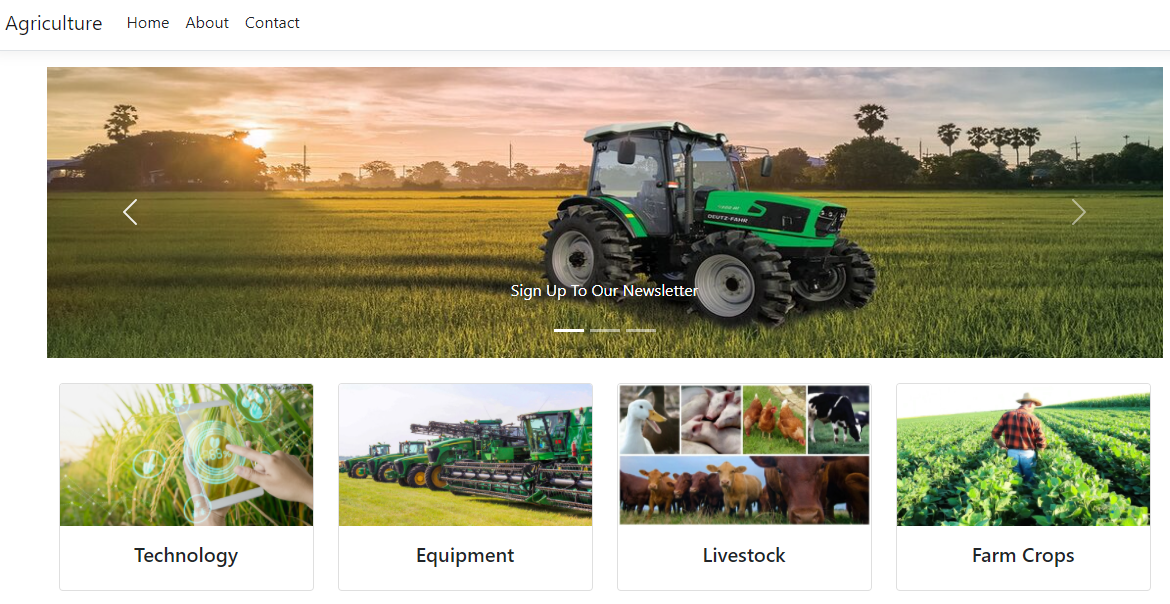 Agriculture Home About Contact
DEUTZ-FAHR
Sign Up To Our Newsletter
Technology Equipment Livestock Farm Crops